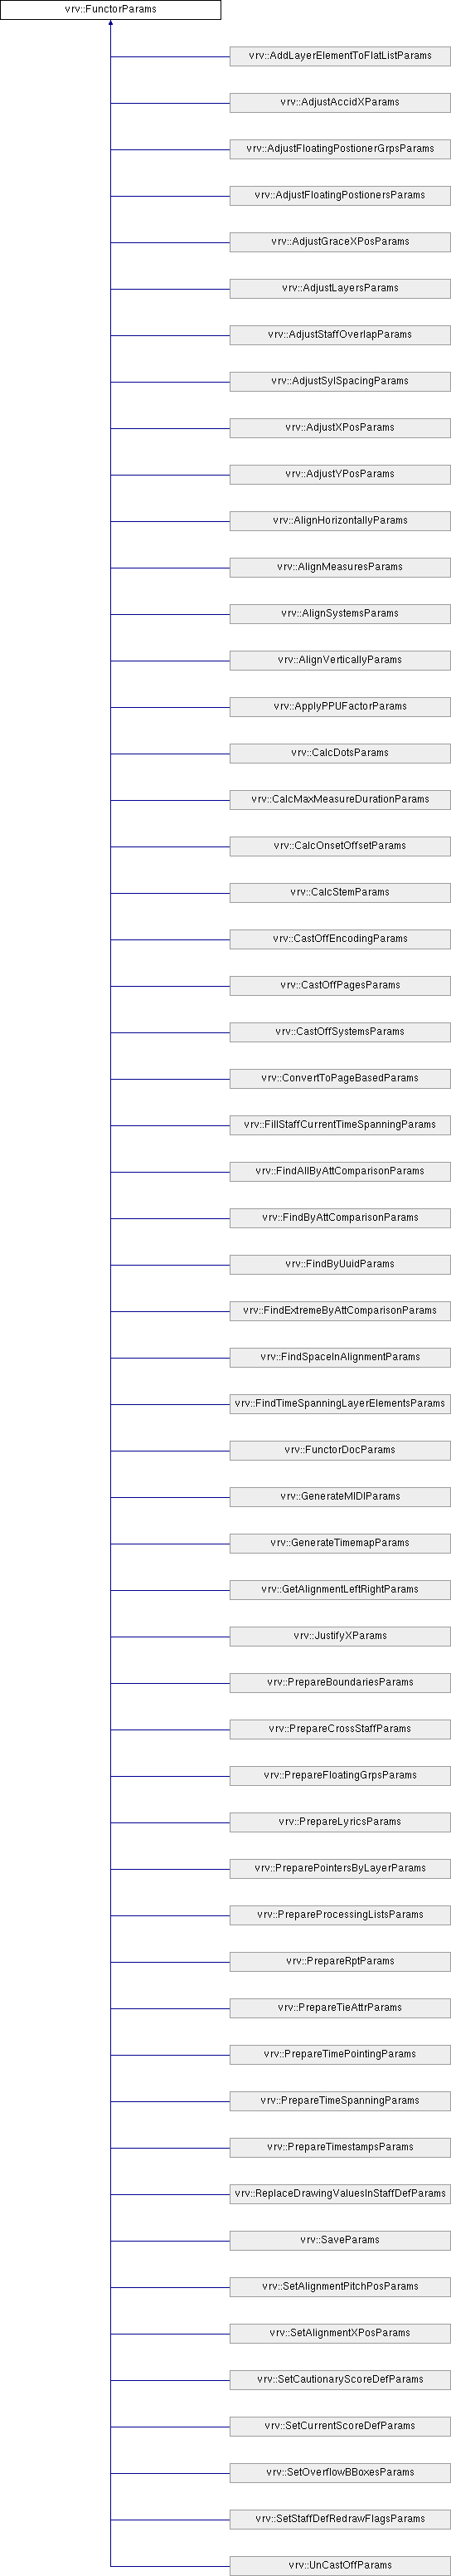 vrv::FunctorParams
vrv::AddLayerElementToFlatListParams
vrv::AdjustAccidXParams
vrv::AdjustFloatingPostionerGrpsParams
vrv::AdjustFloatingPostionersParams
vrv::AdjustGraceXPosParams
vrv::AdjustLayersParams
vrv::AdjustStaffOverlapParams
vrv::AdjustSylSpacingParams
vrv::AdjustXPosParams
vrv::AdjustYPosParams
vrv::AlignHorizontallyParams
vrv::AlignMeasuresParams
vrv::AlignSystemsParams
vrv::AlignVerticallyParams
vrv::ApplyPPUFactorParams
vrv::CalcDotsParams
vrv::CalcMaxMeasureDurationParams
vrv::CalcOnsetOffsetParams
vrv::CalcStemParams
vrv::CastOffEncodingParams
vrv::CastOffPagesParams
vrv::CastOffSystemsParams
vrv::ConvertToPageBasedParams
vrv::FillStaffCurrentTimeSpanningParams
vrv::FindAllByAttComparisonParams
vrv::FindByAttComparisonParams
vrv::FindByUuidParams
vrv::FindExtremeByAttComparisonParams
vrv::FindSpaceInAlignmentParams
vrv::FindTimeSpanningLayerElementsParams
vrv::FunctorDocParams
vrv::GenerateMIDIParams
vrv::GenerateTimemapParams
vrv::GetAlignmentLeftRightParams
vrv::JustifyXParams
vrv::PrepareBoundariesParams
vrv::PrepareCrossStaffParams
vrv::PrepareFloatingGrpsParams
vrv::PrepareLyricsParams
vrv::PreparePointersByLayerParams
vrv::PrepareProcessingListsParams
vrv::PrepareRptParams
vrv::PrepareTieAttrParams
vrv::PrepareTimePointingParams
vrv::PrepareTimeSpanningParams
vrv::PrepareTimestampsParams
vrv::ReplaceDrawingValuesInStaffDefParams
vrv::SaveParams
vrv::SetAlignmentPitchPosParams
vrv::SetAlignmentXPosParams
vrv::SetCautionaryScoreDefParams
vrv::SetCurrentScoreDefParams
vrv::SetOverflowBBoxesParams
vrv::SetStaffDefRedrawFlagsParams
vrv::UnCastOffParams